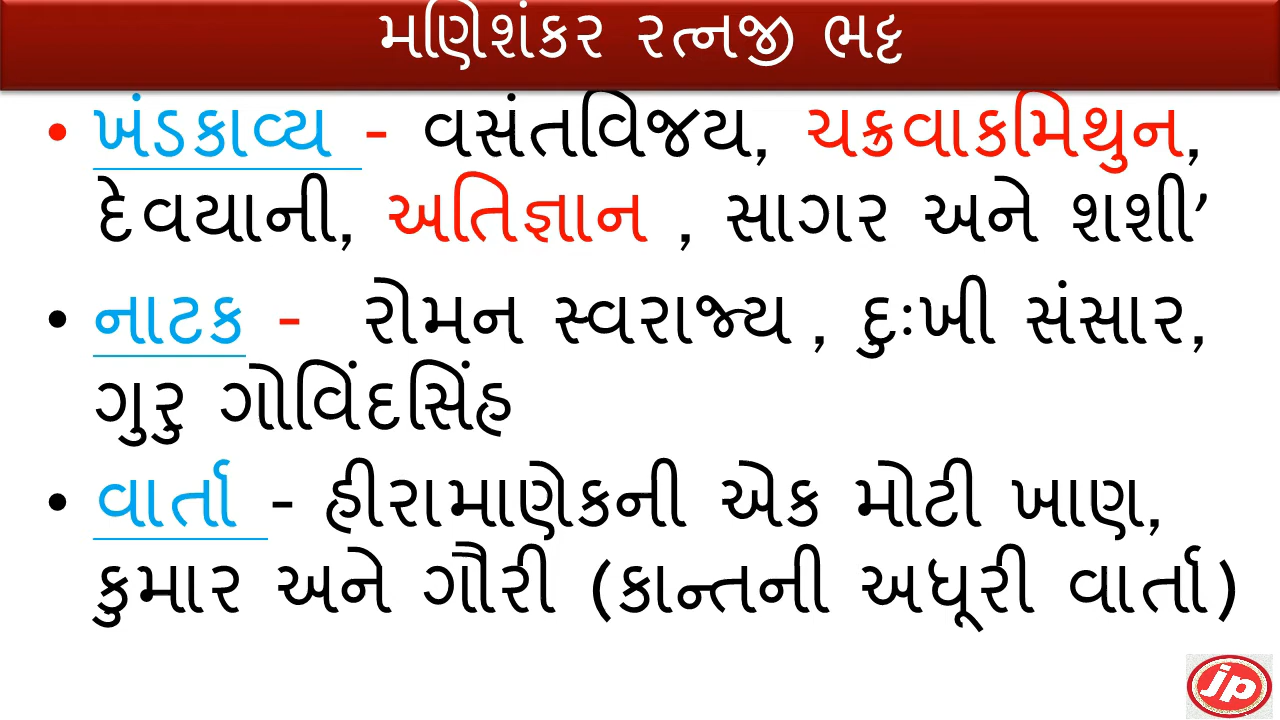 મણિશંકર રત્નજી ભટ્ટ
• ખંડકાવ્ય - વસંતવિજય, ચક્રવાકમિથુન,
દેવયાની, અતિજ્ઞાન , સાગર અને શશી’
• નાટક - રોમન સ્વરાજ્ય , દુઃખી સંસાર,
ગુરુ ગોવિંદસિંહ
• વાર્તા - હીરામાણેકની એક મોટી ખાણ,
કુમાર અને ગૌરી (કાન્તની અધૂરી વાર્તા)
jp